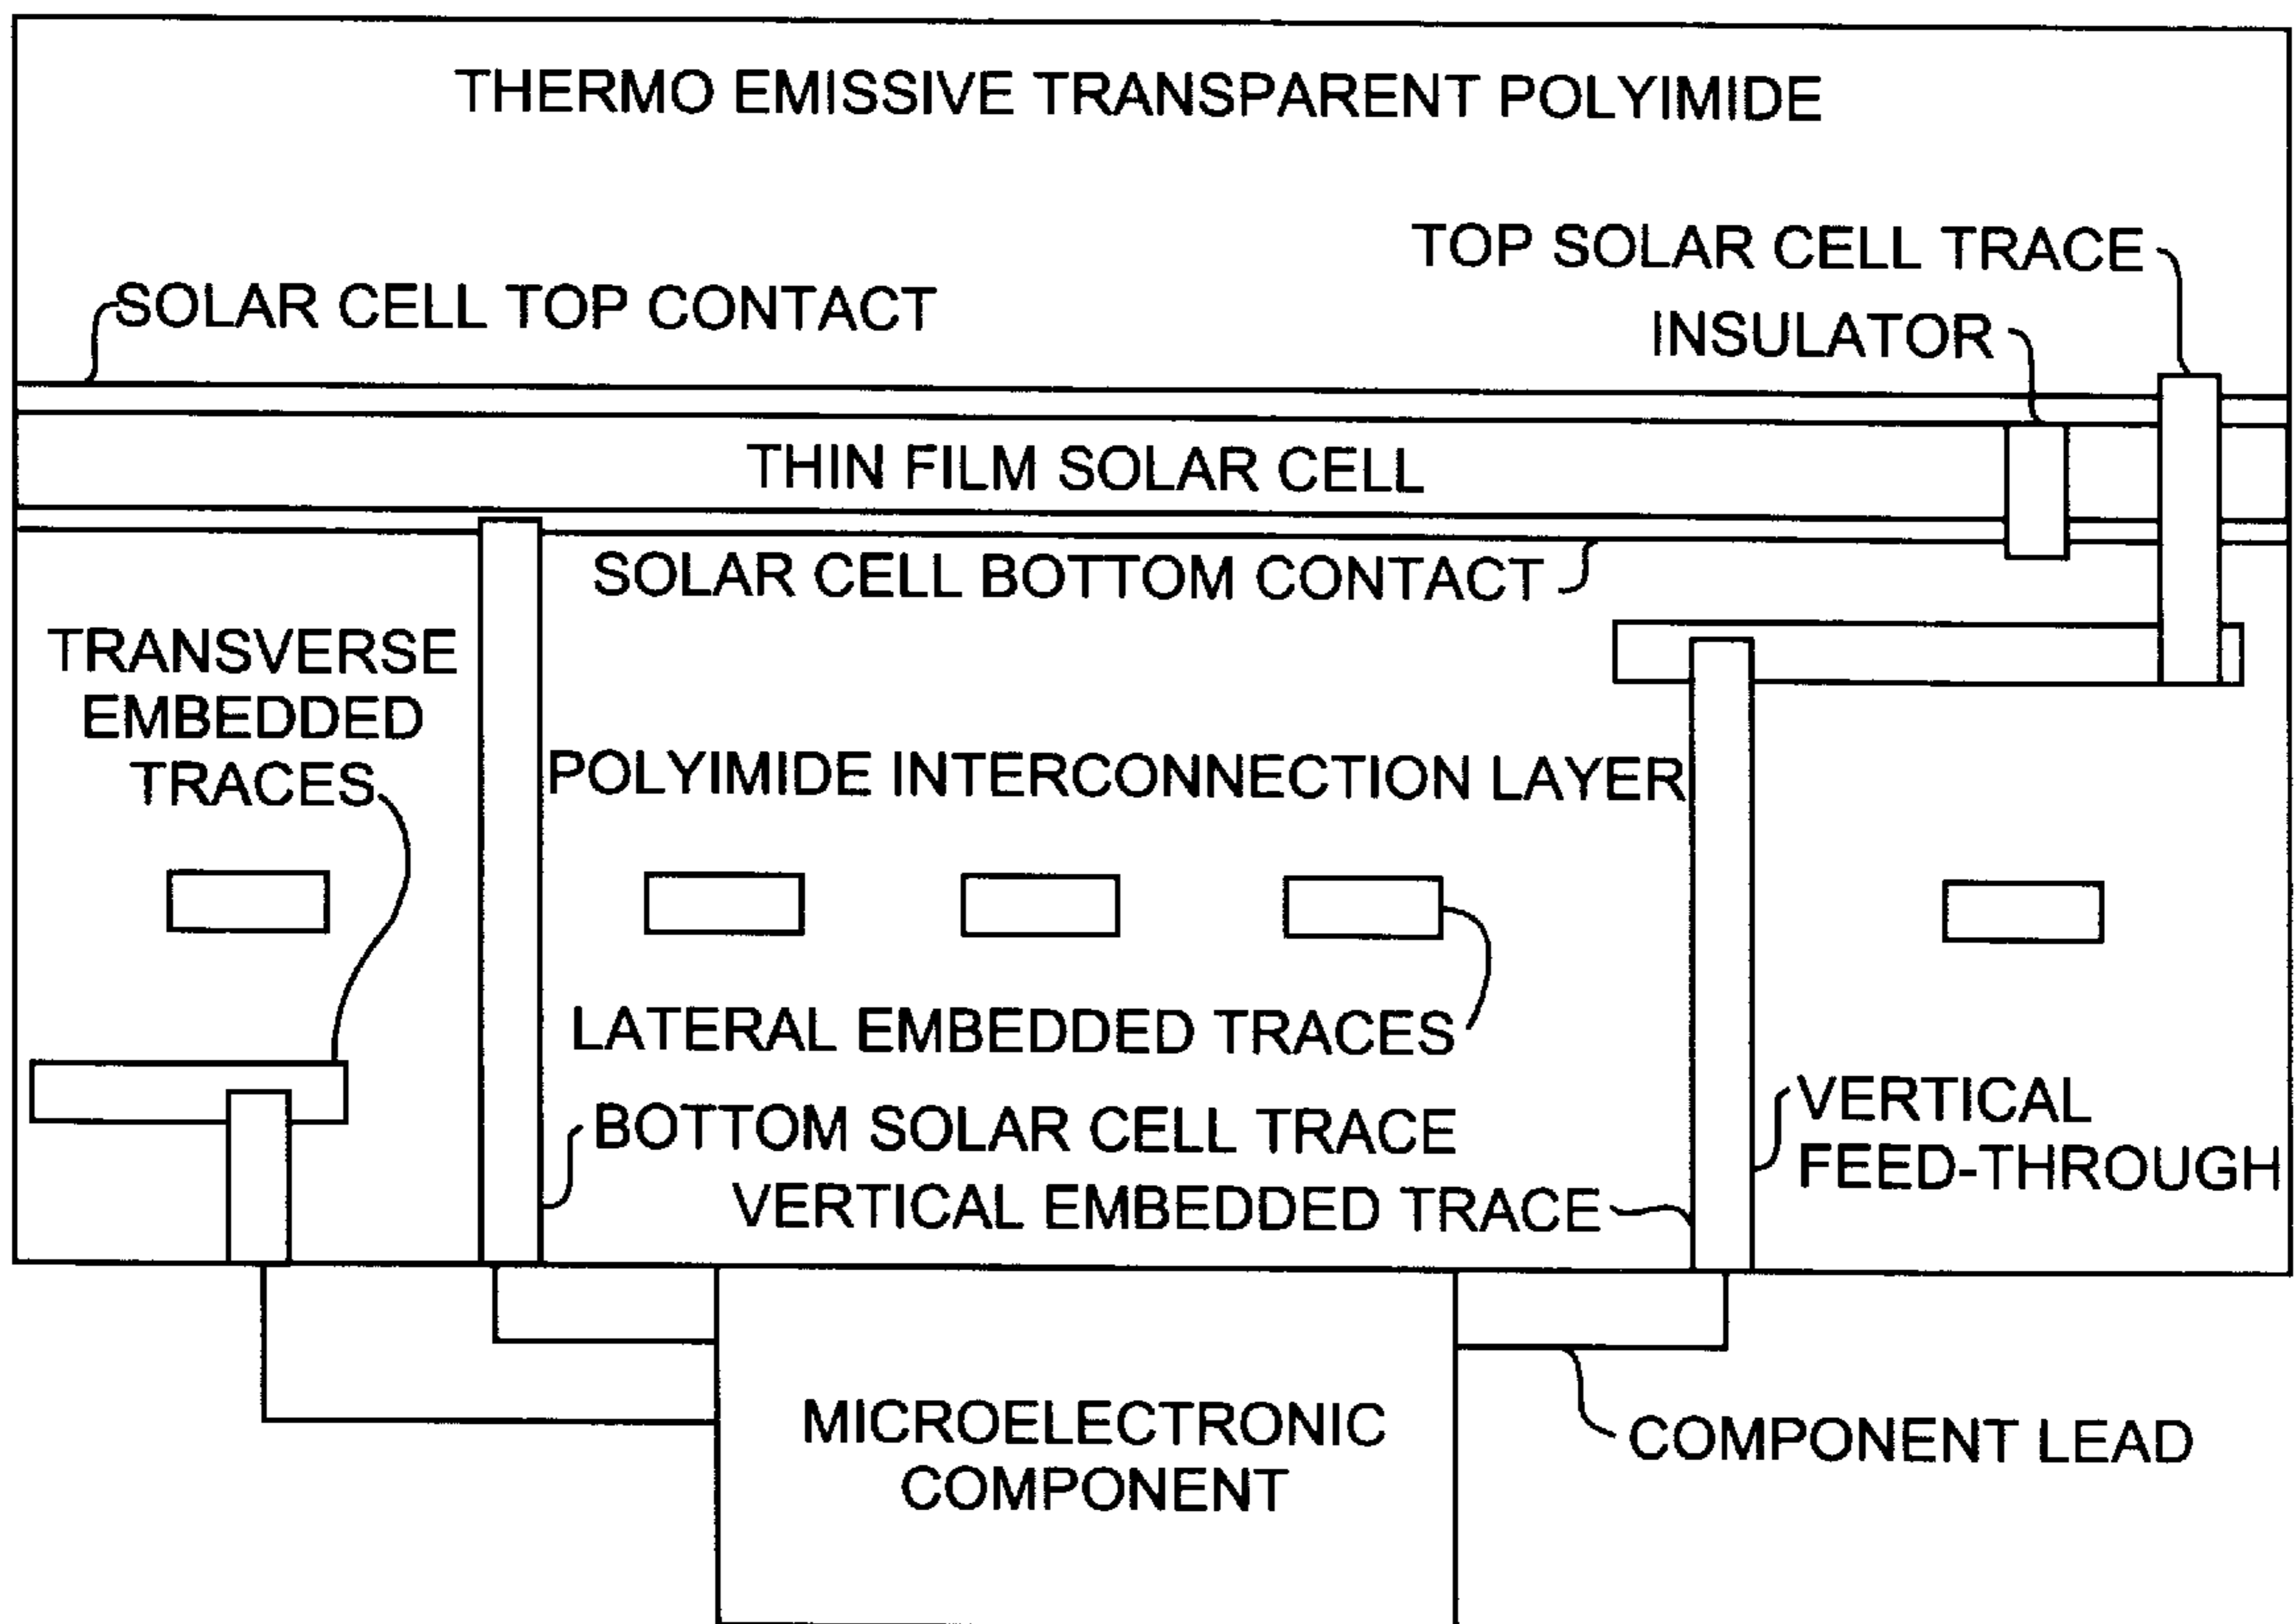 THERMO EMISSIVE TRANSPARENT POLYIMIDE
TOP SOLAR CELL TRACE
SOLAR CELL TOP CONTACT
INSULATOR
THIN FILM SOLAR CELL
SOLAR CELL BOTTOM CONTACT
TRANSVERSE
EMBEDDED
TRACES
POLYIMIDE INTERCONNECTION LAYER
LATERAL EMBEDDED TRACES
BOTTOM SOLAR CELL TRACE
VERTICAL EMBEDDED TRACE
VERTICAL
FEED-THROUGH
MICROELECTRONIC
COMPONENT
COMPONENT LEAD